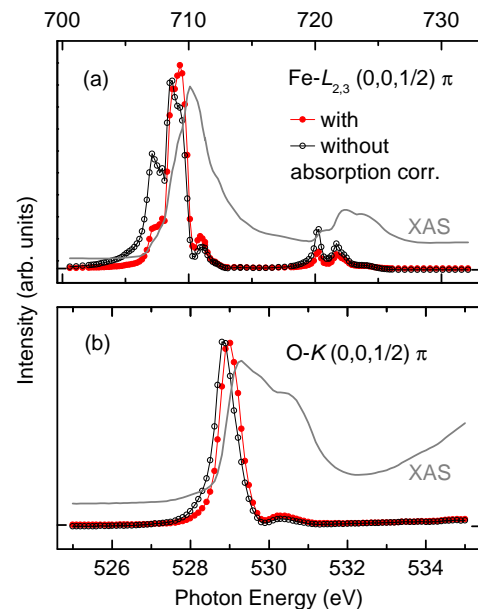 700 710 720 730
(a) Fe-L2,3 (0,0,1/2) π
with
without
absorption corr.
XAS
Intensity (arb. units)
(b) O-K (0,0,1/2) π
XAS
526 528 530 532 534
Photon Energy (eV)